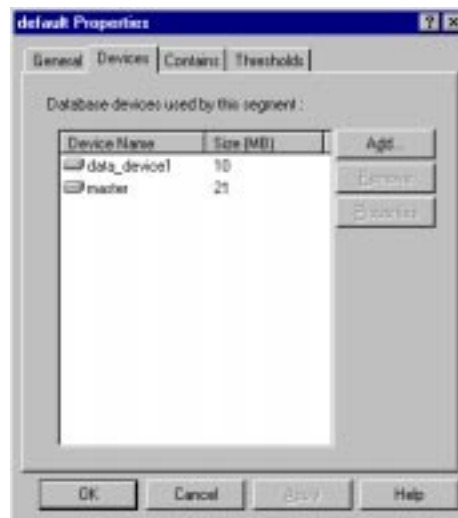 default Properties
General Devices Contains Thresholds
Database devices used by this segment :
Device Name Size (MB)
data_device1 10
master 21
Add...
Remove
Properties
OK Cancel Apply Help